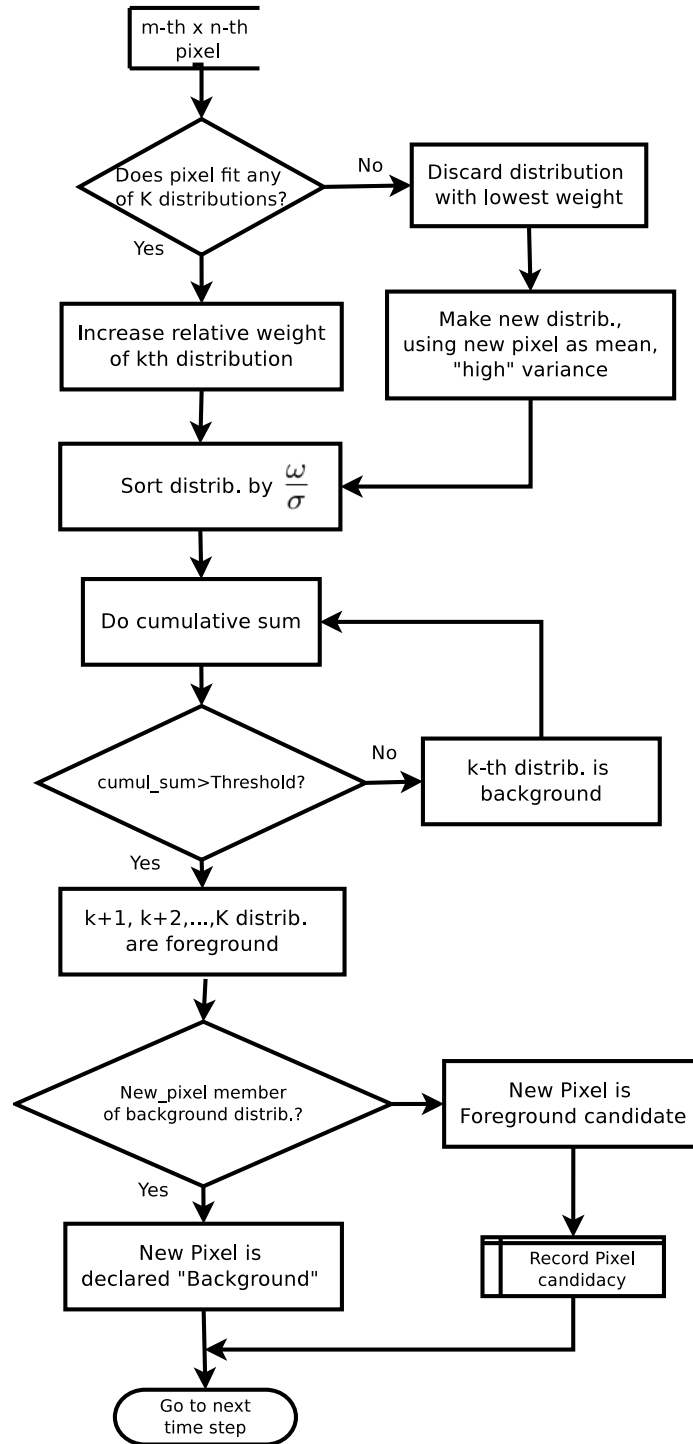 m-th x n-th
pixel
Does pixel fit any
of K distributions?
No
Discard distribution
with lowest weight
Yes
Increase relative weight
of kth distribution
Make new distrib.,
using new pixel as mean,
"high" variance
Sort distrib. by ω/σ
Do cumulative sum
cumul_sum>Threshold?
No
k-th distrib. is
background
Yes
k+1, k+2,...,K distrib.
are foreground
New_pixel member
of background distrib.?
New Pixel is
Foreground candidate
Yes
New Pixel is
declared "Background"
Record Pixel
candidacy
Go to next
time step